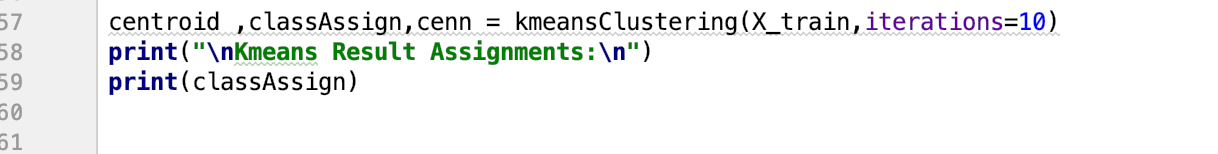 57 centroid ,classAssign,cenn = kmeansClustering(X_train,iterations=10)
58 print("\nKmeans Result Assignments:\n")
59 print(classAssign)
60
61